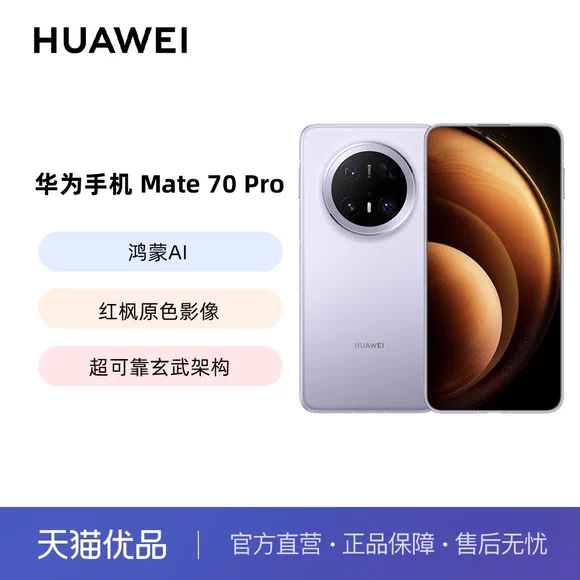 HUAWEI
华为手机 Mate 70 Pro
鸿蒙AI
红枫原色影像
超可靠玄武架构
HUAWEI
天猫优品
官方直营·正品保障·售后无忧